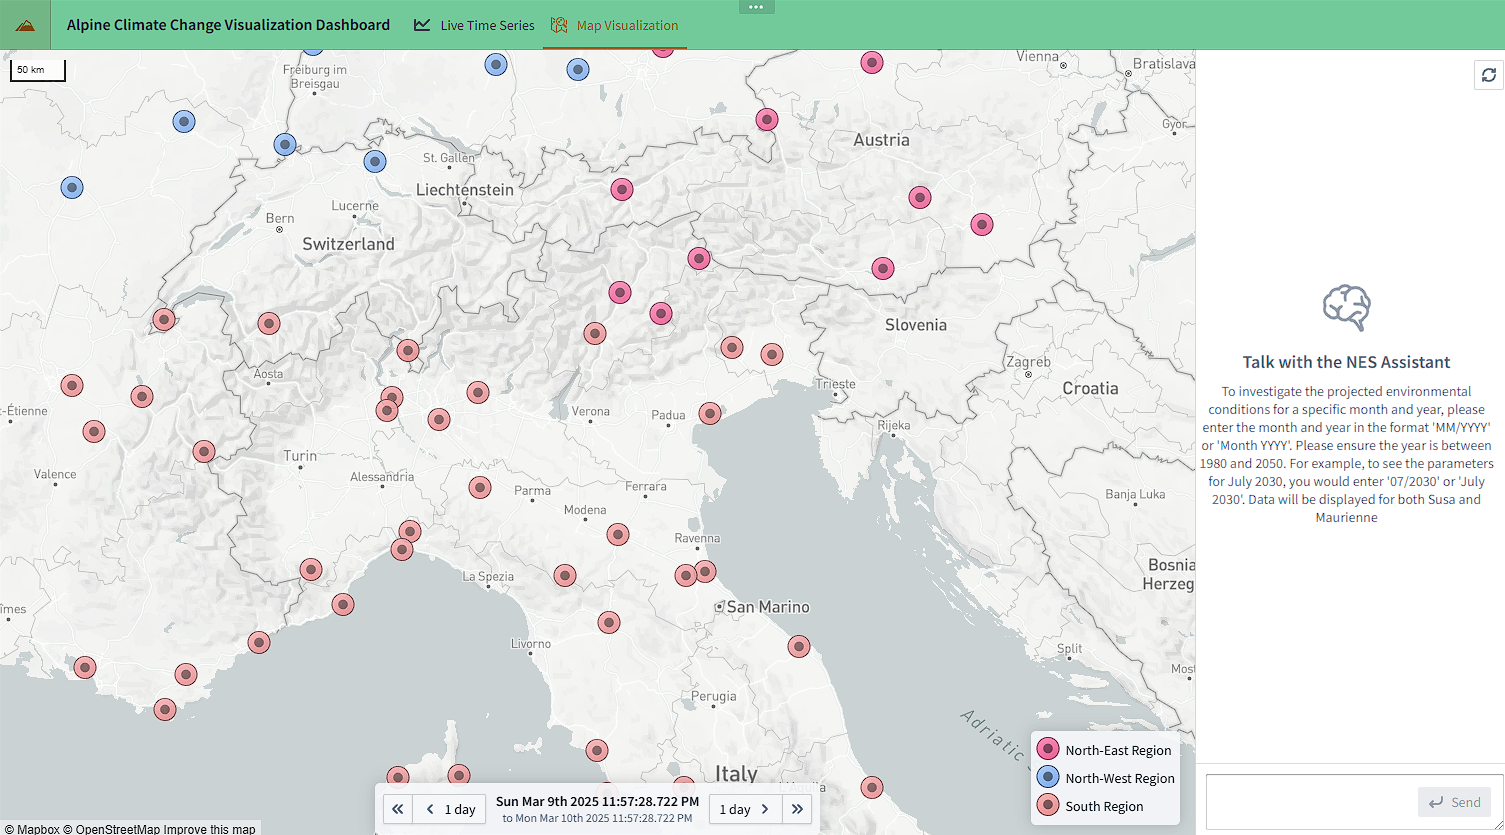 Alpine Climate Change Visualization Dashboard
Live Time Series
Map Visualization
50 km
Freiburg im
Breisgau
Vienna
Bratislava
Gyor
Austria
St. Gallen
Liechtenstein
Lucerne
Bern
Switzerland
Slovenia
Zagreb
Croatia
Aosta
Trieste
Verona
Padua
Rijeka
-Étienne
Turin
Valence
Alessandria
Parma
Ferrara
Banja Luka
Modena
Ravenna
La Spezia
Bosnia
Herzeg
San Marino
îmes
Livorno
Split
Most
Perugia
Adriatic S
Italy
L'Aquila
North-East Region
North-West Region
South Region
1 day
Sun Mar 9th 2025 11:57:28.722 PM
to Mon Mar 10th 2025 11:57:28.722 PM
1 day
© Mapbox © OpenStreetMap Improve this map
Talk with the NES Assistant
To investigate the projected environmental
conditions for a specific month and year, please
enter the month and year in the format 'MM/YYYY'
or 'Month YYYY'. Please ensure the year is between
1980 and 2050. For example, to see the parameters
for July 2030, you would enter '07/2030' or 'July
2030'. Data will be displayed for both Susa and
Maurienne
Send